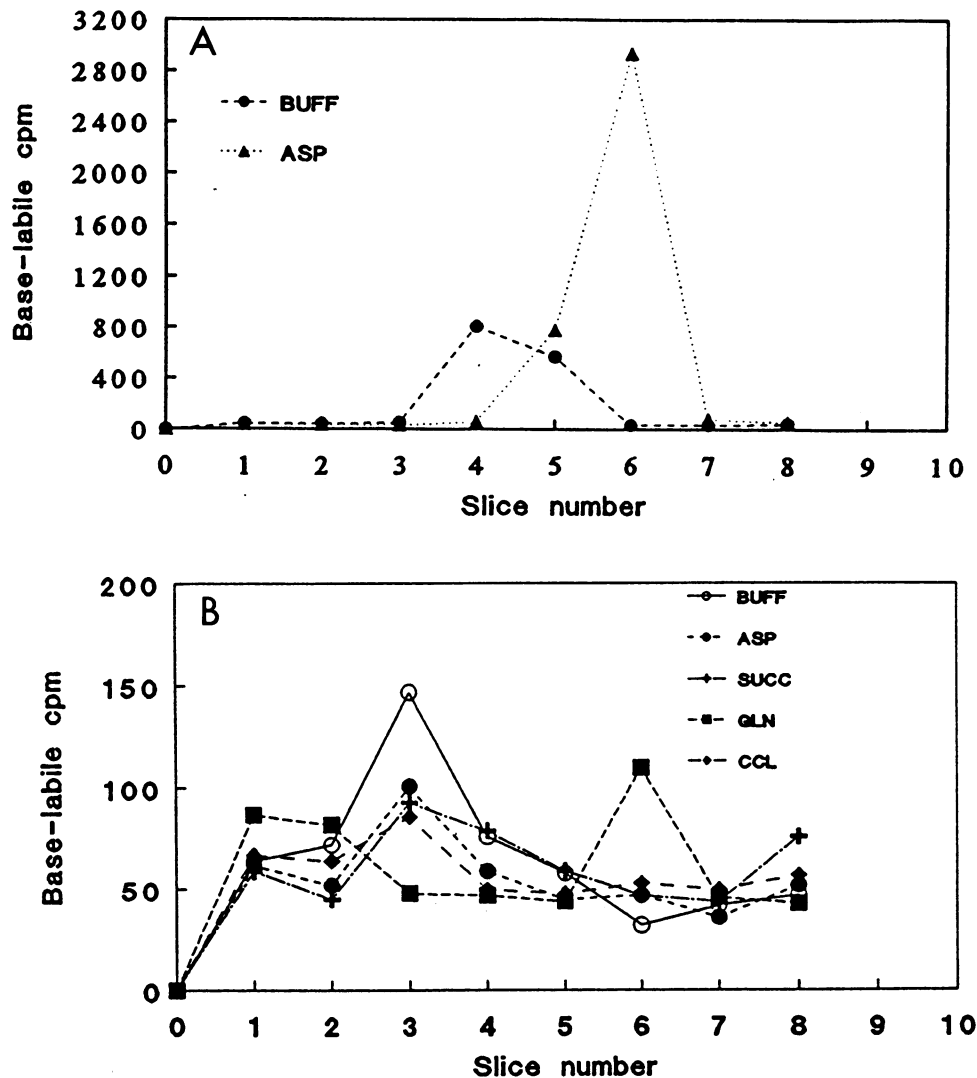 A
3200
2800
2400
2000
1600
1200
800
400
0
Base-labile cpm
BUFF
ASP
0 1 2 3 4 5 6 7 8 9 10
Slice number
B
200
150
100
50
0
Base-labile cpm
BUFF
ASP
SUCC
GLN
CCL
0 1 2 3 4 5 6 7 8 9 10
Slice number